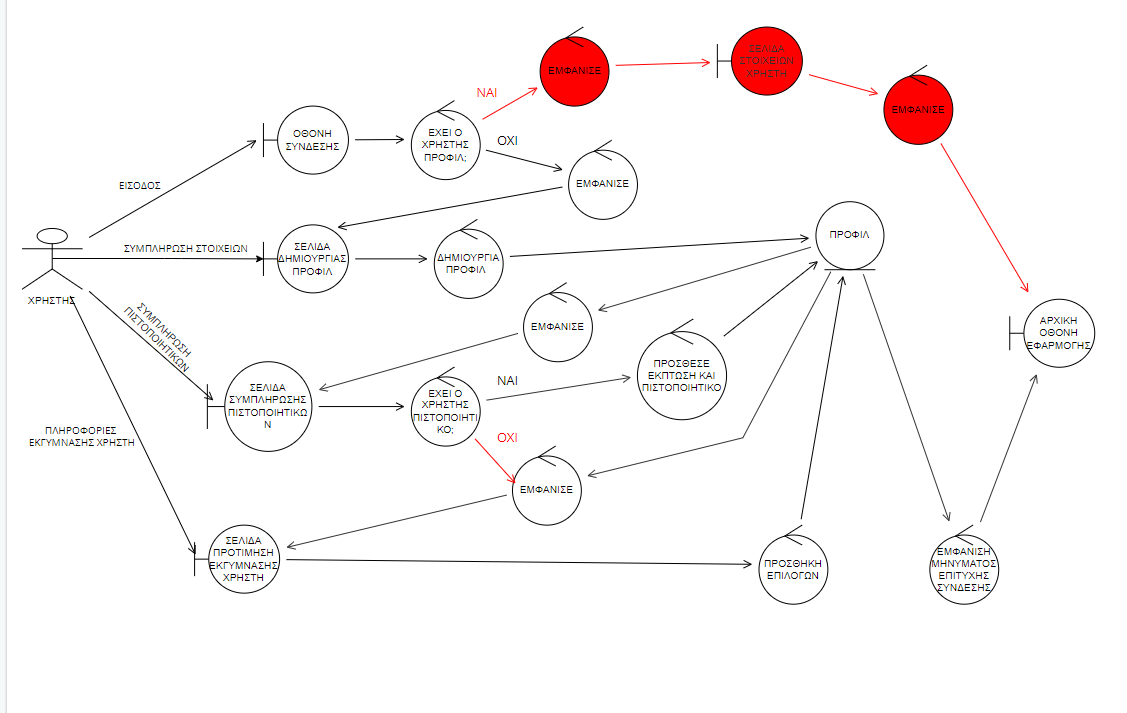 ΕΜΦΑΝΙΣΕ
ΣΕΛΙΔΑ
ΣΤΟΙΧΕΙΩΝ
ΧΡΗΣΤΗ
ΝΑΙ
ΕΜΦΑΝΙΣΕ
ΟΘΟΝΗ
ΣΥΝΔΕΣΗΣ
ΕΧΕΙ Ο
ΧΡΗΣΤΗΣ
ΠΡΟΦΙΛ;
ΟΧΙ
ΕΙΣΟΔΟΣ
ΕΜΦΑΝΙΣΕ
ΣΥΜΠΛΗΡΩΣΗ ΣΤΟΙΧΕΙΩΝ
ΣΕΛΙΔΑ
ΔΗΜΙΟΥΡΓΙΑΣ
ΠΡΟΦΙΛ
ΔΗΜΙΟΥΡΓΙΑ
ΠΡΟΦΙΛ
ΠΡΟΦΙΛ
ΧΡΗΣΤΗΣ
ΣΥΜΠΛΗΡΩΣΗ
ΠΙΣΤΟΠΟΙΗΤΙΚΩΝ
ΕΜΦΑΝΙΣΕ
ΑΡΧΙΚΗ
ΟΘΟΝΗ
ΕΦΑΡΜΟΓΗΣ
ΠΡΟΣΘΕΣΕ
ΕΚΠΤΩΣΗ ΚΑΙ
ΠΙΣΤΟΠΟΙΗΤΙΚΟ
ΣΕΛΙΔΑ
ΣΥΜΠΛΗΡΩΣΗΣ
ΠΙΣΤΟΠΟΙΗΤΙΚΩ
Ν
ΕΧΕΙ Ο
ΧΡΗΣΤΗΣ
ΠΙΣΤΟΠΟΙΗΤΙ
ΚΟ;
ΝΑΙ
ΟΧΙ
ΠΛΗΡΟΦΟΡΙΕΣ
ΕΚΓΥΜΝΑΣΗΣ ΧΡΗΣΤΗ
ΕΜΦΑΝΙΣΕ
ΣΕΛΙΔΑ
ΠΡΟΤΙΜΗΣΗ
ΕΚΓΥΜΝΑΣΗΣ
ΧΡΗΣΤΗ
ΠΡΟΣΘΗΚΗ
ΕΠΙΛΟΓΩΝ
ΕΜΦΑΝΙΣΗ
ΜΗΝΥΜΑΤΟΣ
ΕΠΙΤΥΧΗΣ
ΣΥΝΔΕΣΗΣ